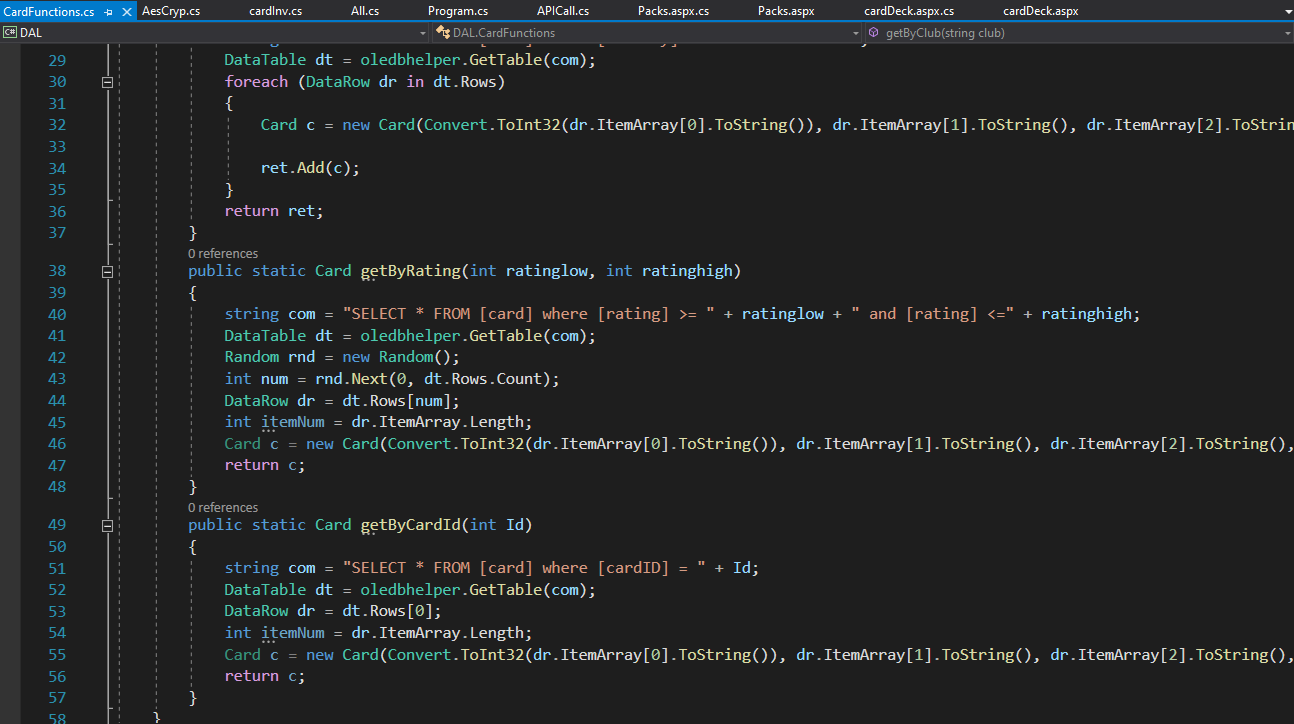 CardFunctions.cs AesCryp.cs cardInv.cs All.cs Program.cs APICall.cs Packs.aspx.cs Packs.aspx cardDeck.aspx.cs cardDeck.aspx
C# DAL DAL.CardFunctions getByClub(string club)
29 DataTable dt = oledbhelper.GetTable(com);
30 foreach (DataRow dr in dt.Rows)
31 {
32 Card c = new Card(Convert.ToInt32(dr.ItemArray[0].ToString()), dr.ItemArray[1].ToString(), dr.ItemArray[2].ToStrin
33
34 ret.Add(c);
35 }
36 return ret;
37 }
0 references
38 public static Card getByRating(int ratinglow, int ratinghigh)
39 {
40 string com = "SELECT * FROM [card] where [rating] >= " + ratinglow + " and [rating] <=" + ratinghigh;
41 DataTable dt = oledbhelper.GetTable(com);
42 Random rnd = new Random();
43 int num = rnd.Next(0, dt.Rows.Count);
44 DataRow dr = dt.Rows[num];
45 int itemNum = dr.ItemArray.Length;
46 Card c = new Card(Convert.ToInt32(dr.ItemArray[0].ToString()), dr.ItemArray[1].ToString(), dr.ItemArray[2].ToString(),
47 return c;
48 }
0 references
49 public static Card getByCardId(int Id)
50 {
51 string com = "SELECT * FROM [card] where [cardID] = " + Id;
52 DataTable dt = oledbhelper.GetTable(com);
53 DataRow dr = dt.Rows[0];
54 int itemNum = dr.ItemArray.Length;
55 Card c = new Card(Convert.ToInt32(dr.ItemArray[0].ToString()), dr.ItemArray[1].ToString(), dr.ItemArray[2].ToString(),
56 return c;
57 }
58 }